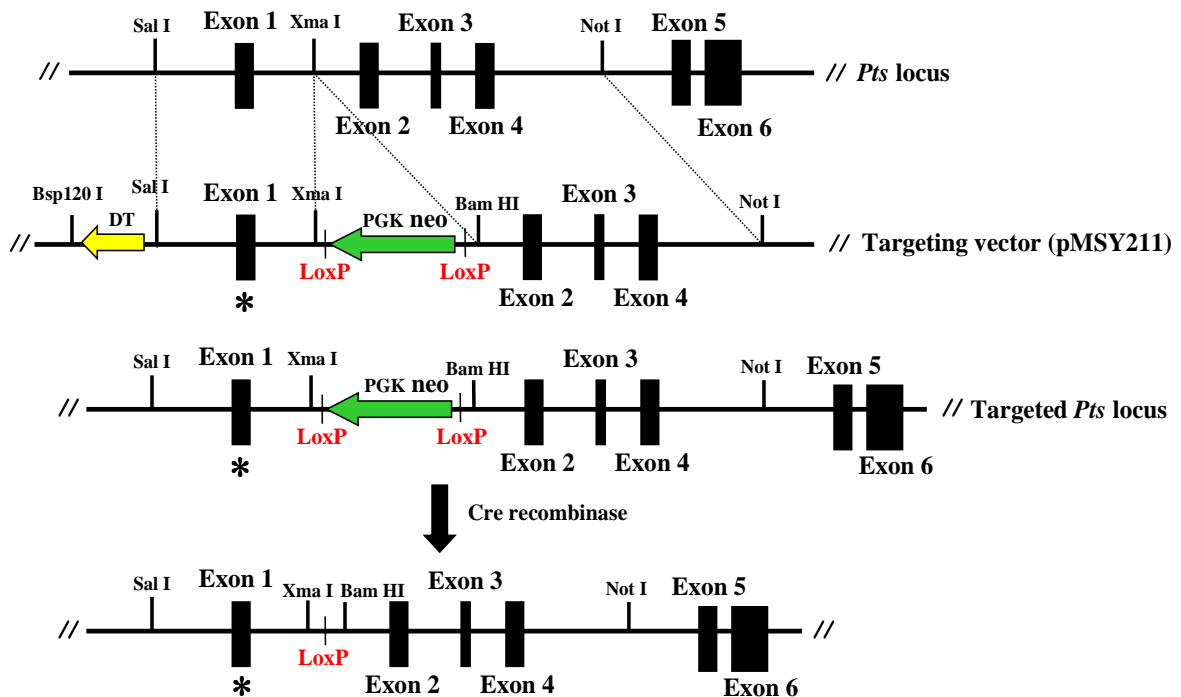 Sal I Exon 1 Xma I Exon 3 Not I Exon 5
// // Pts locus
Exon 2 Exon 4 Exon 6
Bsp120 I DT Sal I Exon 1 Xma I PGK neo Bam HI Exon 3 Not I
// // Targeting vector (pMSY211)
LoxP LoxP Exon 2 Exon 4
*
Sal I Exon 1 Xma I PGK neo Bam HI Exon 3 Not I Exon 5
// // Targeted Pts locus
LoxP LoxP Exon 2 Exon 4 Exon 6
*
Cre recombinase
Sal I Exon 1 Xma I Bam HI Exon 3 Not I Exon 5
// //
LoxP Exon 2 Exon 4 Exon 6
*